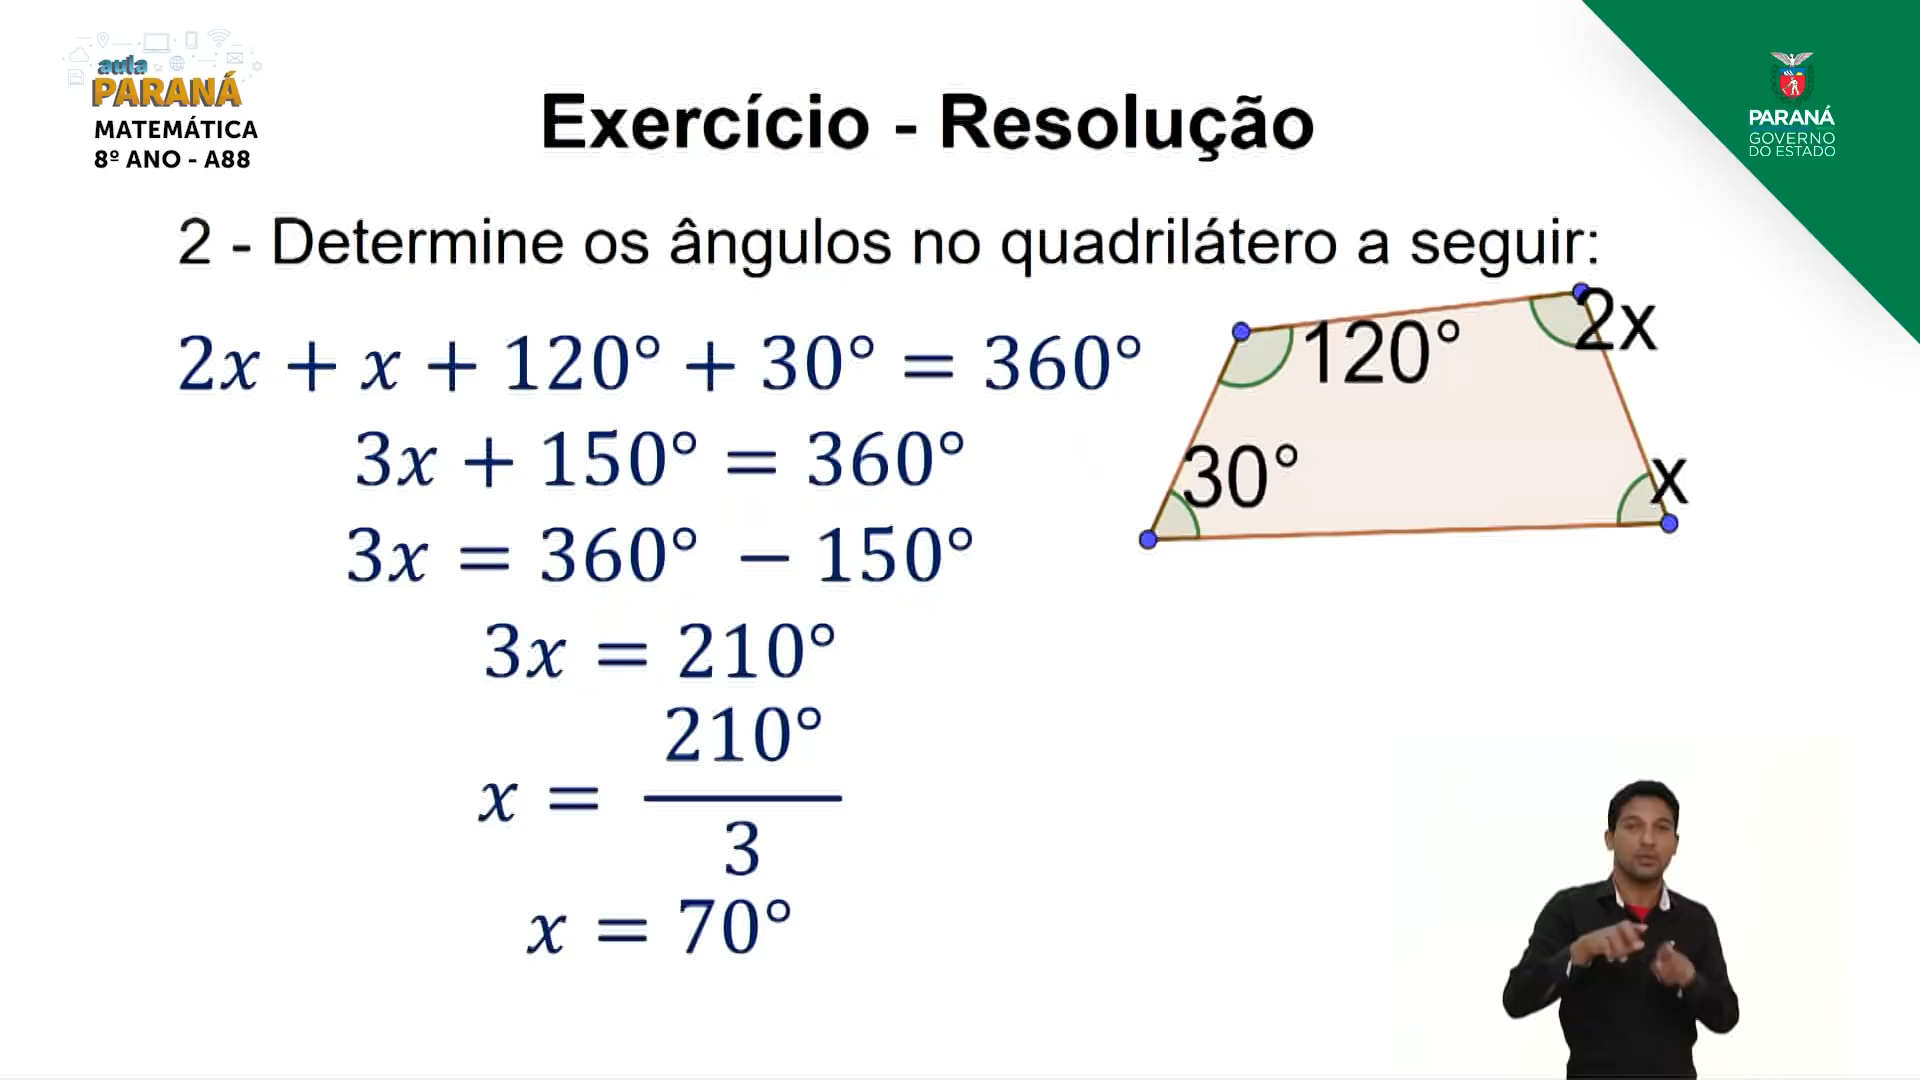 aula
PARANÁ
MATEMÁTICA
8º ANO - A88
PARANÁ
GOVERNO
DO ESTADO
Exercício - Resolução
2 - Determine os ângulos no quadrilátero a seguir:
2x + x + 120° + 30° = 360°
3x + 150° = 360°
3x = 360° − 150°
3x = 210°
x = 210°/3
x = 70°
120°
2x
30°
x